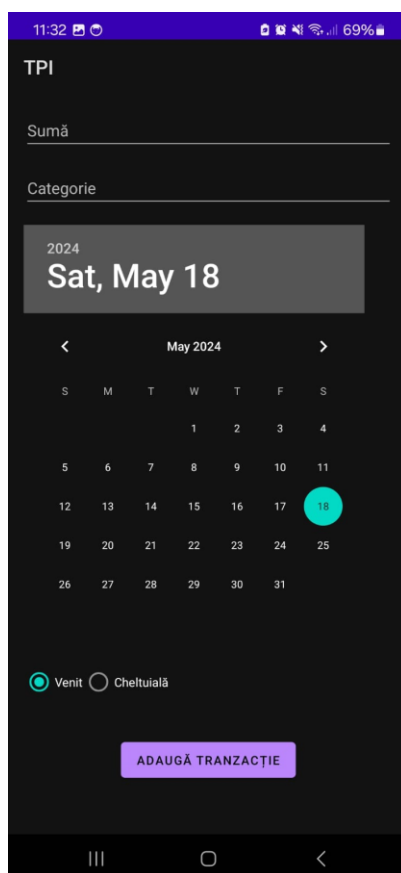 11:32 69%
TPI
Sumă
Categorie
2024
Sat, May 18
May 2024
S M T W T F S
1 2 3 4
5 6 7 8 9 10 11
12 13 14 15 16 17 18
19 20 21 22 23 24 25
26 27 28 29 30 31
Venit Cheltuială
ADAUGĂ TRANZACȚIE